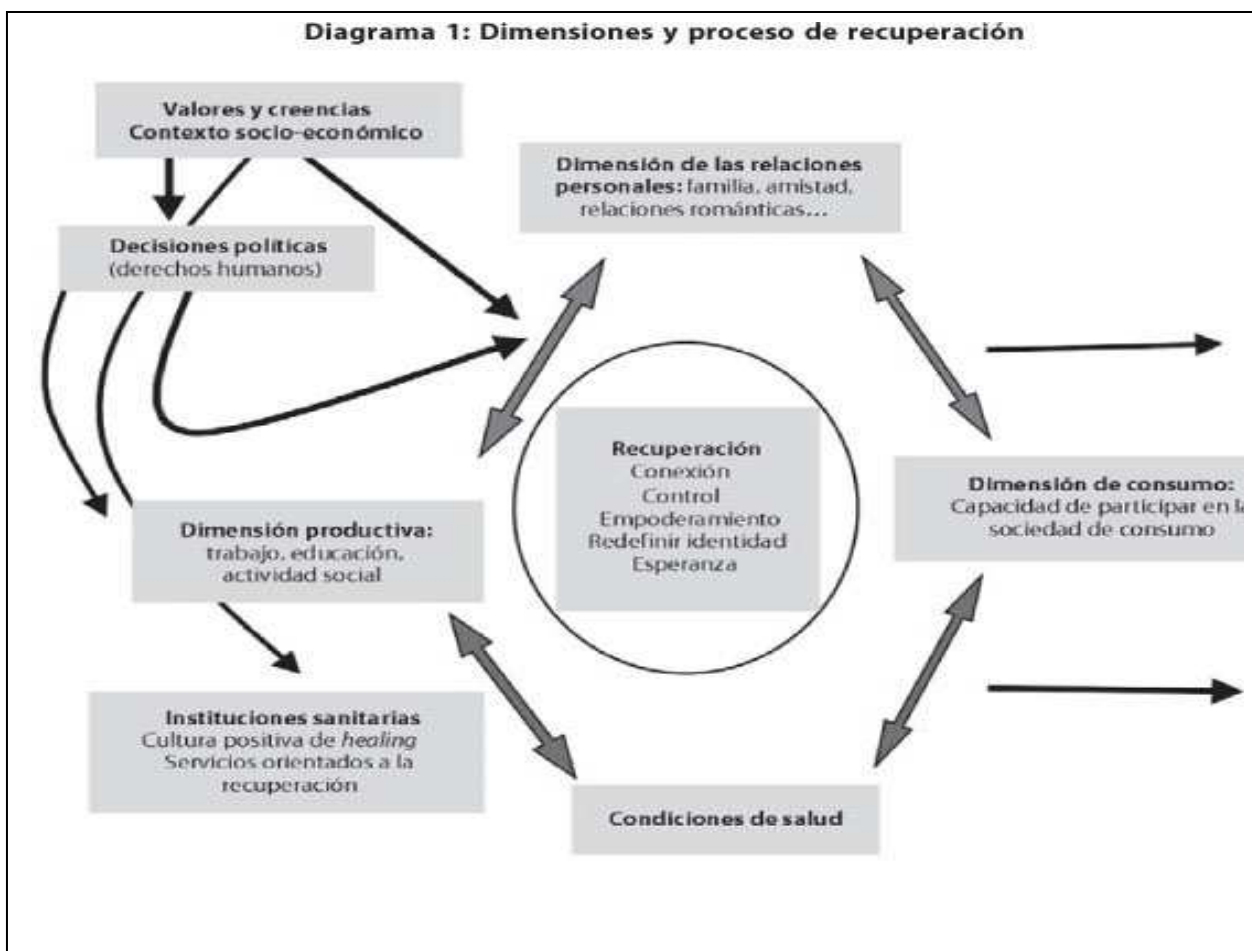 Diagrama 1: Dimensiones y proceso de recuperación
Valores y creencias
Contexto socio-económico
Dimensión de las relaciones
personales: familia, amistad,
relaciones románticas...
Decisiones políticas
(derechos humanos)
Recuperación
Conexión
Control
Empoderamiento
Redefinir identidad
Esperanza
Dimensión de consumo:
Capacidad de participar en la
sociedad de consumo
Dimensión productiva:
trabajo, educación,
actividad social
Instituciones sanitarias
Cultura positiva de healing
Servicios orientados a la
recuperación
Condiciones de salud